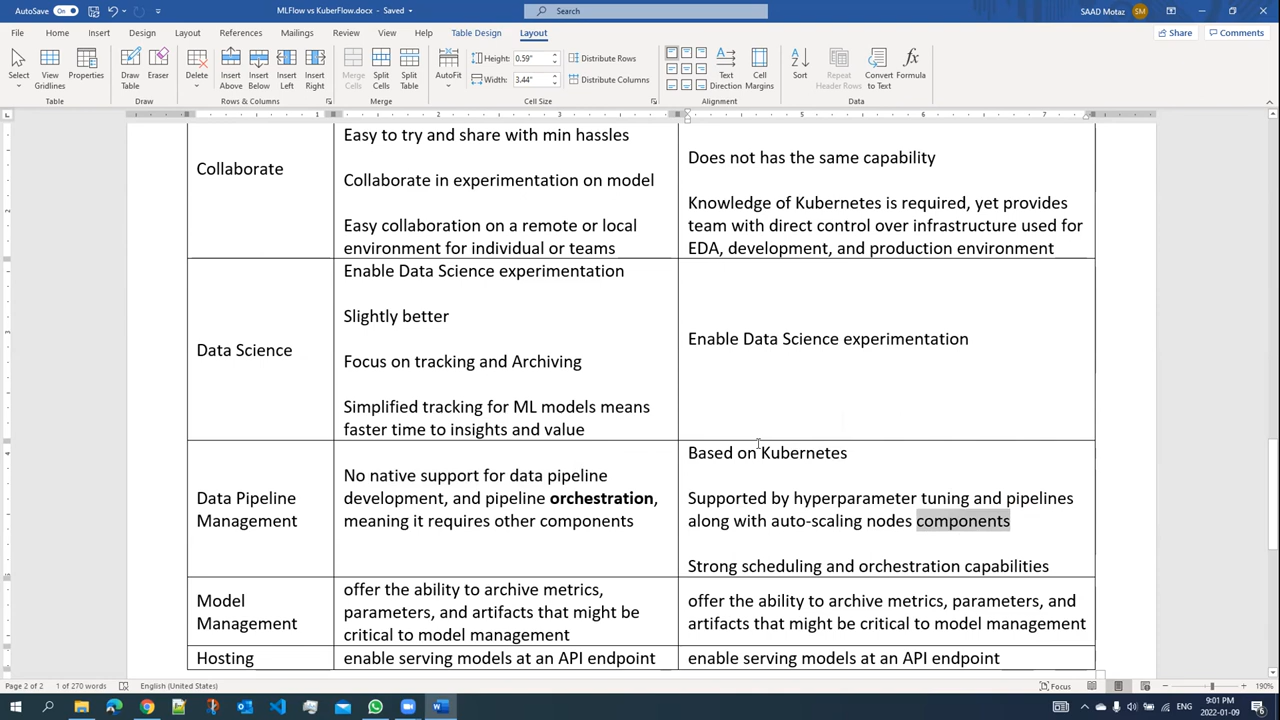 AutoSave On
MLFlow vs KuberFlow.docx - Saved
Search
SAAD Motaz SM
File Home Insert Design Layout References Mailings Review View Help Table Design Layout
Share Comments
Select View Gridlines Properties
Draw Table Eraser
Delete Insert Above Insert Below Insert Left Insert Right
Merge Cells Split Cells Split Table
AutoFit Height: 0.59" Width: 3.44" Distribute Rows Distribute Columns
Text Direction Cell Margins
Sort Repeat Header Rows Convert to Text Formula
Table Draw Rows & Columns Merge Cell Size Alignment Data
Collaborate
Easy to try and share with min hassles
Collaborate in experimentation on model
Easy collaboration on a remote or local
environment for individual or teams
Does not has the same capability
Knowledge of Kubernetes is required, yet provides
team with direct control over infrastructure used for
EDA, development, and production environment
Data Science
Enable Data Science experimentation
Slightly better
Focus on tracking and Archiving
Simplified tracking for ML models means
faster time to insights and value
Enable Data Science experimentation
Data Pipeline
Management
No native support for data pipeline
development, and pipeline orchestration,
meaning it requires other components
Based on Kubernetes
Supported by hyperparameter tuning and pipelines
along with auto-scaling nodes components
Strong scheduling and orchestration capabilities
Model
Management
offer the ability to archive metrics,
parameters, and artifacts that might be
critical to model management
offer the ability to archive metrics, parameters, and
artifacts that might be critical to model management
Hosting
enable serving models at an API endpoint
enable serving models at an API endpoint
Page 2 of 2 1 of 270 words English (United States)
Focus 190%
ENG 9:01 PM
2022-01-09